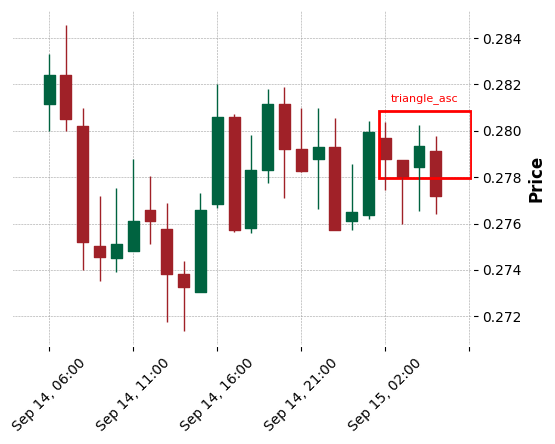 triangle_asc
0.284
0.282
0.280
0.278
0.276
0.274
0.272
Price
Sep 14, 06:00
Sep 14, 11:00
Sep 14, 16:00
Sep 14, 21:00
Sep 15, 02:00